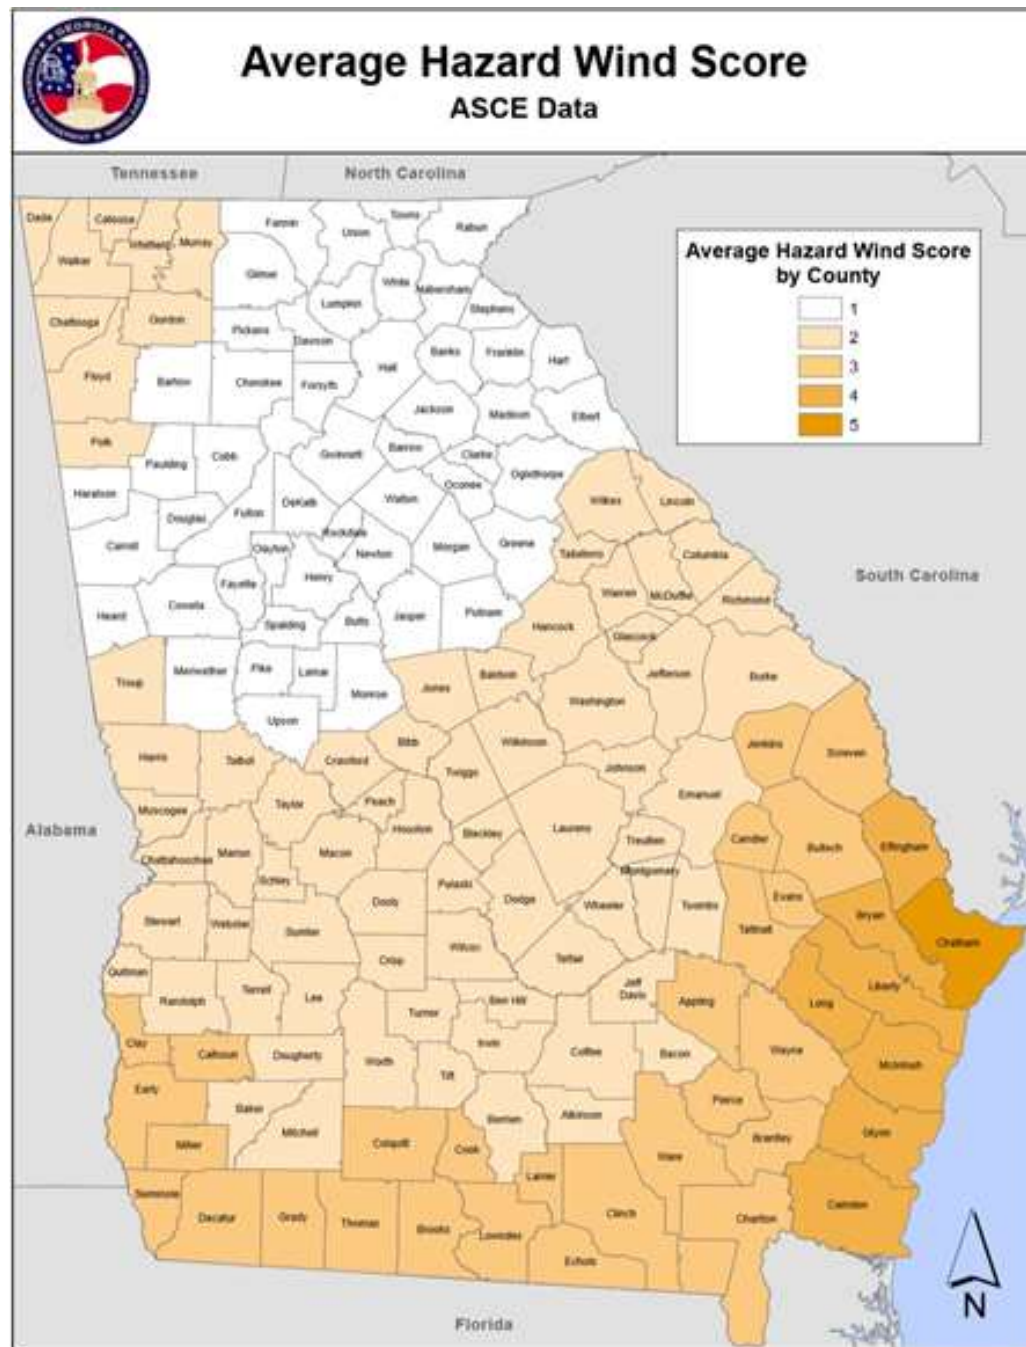 GEORGIA
Average Hazard Wind Score
ASCE Data
Tennessee
North Carolina
Average Hazard Wind Score
by County
1
2
3
4
5
Dade
Catoosa
Whitfield
Murray
Walker
Fannin
Union
Towns
Rabun
Gilmer
White
Habersham
Lumpkin
Stephens
Chattooga
Gordon
Pickens
Dawson
Hall
Banks
Franklin
Hart
Floyd
Bartow
Cherokee
Forsyth
Jackson
Madison
Elbert
Polk
Paulding
Cobb
Gwinnett
Barrow
Clarke
Oconee
Oglethorpe
Haralson
Douglas
Fulton
DeKalb
Walton
Wilkes
Lincoln
Carroll
Clayton
Rockdale
Newton
Morgan
Greene
Taliaferro
Columbia
South Carolina
Fayette
Henry
Warren
McDuffie
Richmond
Heard
Coweta
Spalding
Butts
Jasper
Putnam
Hancock
Glascock
Troup
Meriwether
Pike
Lamar
Monroe
Jones
Baldwin
Washington
Jefferson
Burke
Upson
Harris
Talbot
Crawford
Bibb
Twiggs
Wilkinson
Johnson
Jenkins
Screven
Muscogee
Taylor
Peach
Houston
Emanuel
Alabama
Chattahoochee
Marion
Macon
Bleckley
Laurens
Treutlen
Candler
Bulloch
Effingham
Schley
Pulaski
Dodge
Montgomery
Wheeler
Toombs
Evans
Stewart
Webster
Sumter
Dooly
Tattnall
Bryan
Chatham
Quitman
Crisp
Wilcox
Telfair
Liberty
Randolph
Terrell
Lee
Turner
Ben Hill
Jeff
Davis
Appling
Long
Clay
Calhoun
Dougherty
Worth
Irwin
Coffee
Bacon
Wayne
McIntosh
Early
Baker
Tift
Pierce
Miller
Mitchell
Colquitt
Cook
Berrien
Atkinson
Brantley
Glynn
Ware
Seminole
Decatur
Grady
Thomas
Brooks
Lanier
Lowndes
Clinch
Charlton
Camden
Echols
Florida
N